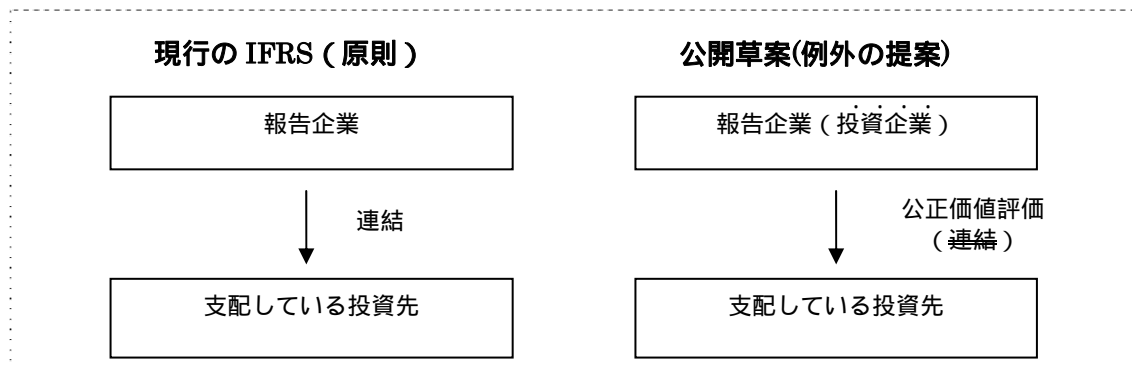 現行の IFRS（原則）
報告企業
連結
支配している投資先
公開草案(例外の提案)
報告企業（投資企業）
公正価値評価
（連結）
支配している投資先